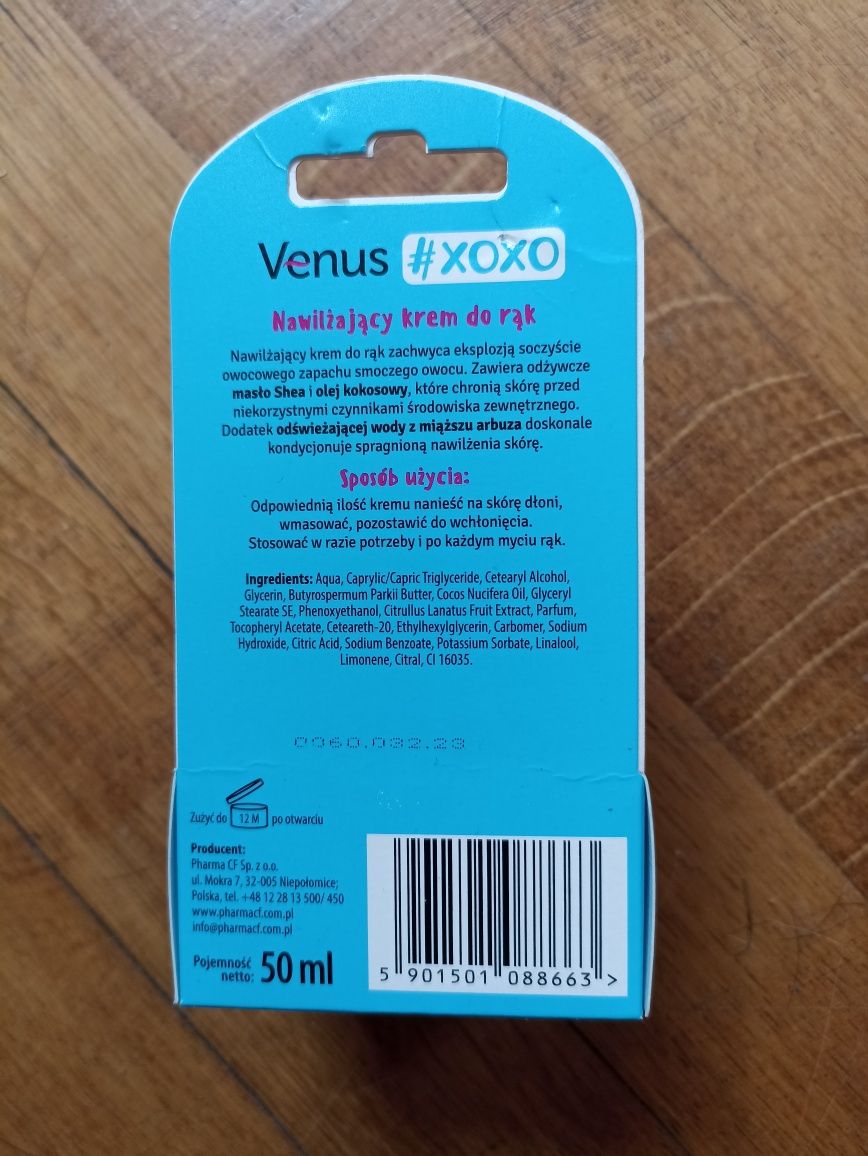 Venus #XOXO
Nawilżający krem do rąk
Nawilżający krem do rąk zachwyca eksplozją soczyście
owocowego zapachu smoczego owocu. Zawiera odżywcze
masło Shea i olej kokosowy, które chronią skórę przed
niekorzystnymi czynnikami środowiska zewnętrznego.
Dodatek odświeżającej wody z miąższu arbuza doskonale
kondycjonuje spragnioną nawilżenia skórę.
Sposób użycia:
Odpowiednią ilość kremu nanieść na skórę dłoni,
wmasować, pozostawić do wchłonięcia.
Stosować w razie potrzeby i po każdym myciu rąk.
Ingredients: Aqua, Caprylic/Capric Triglyceride, Cetearyl Alcohol,
Glycerin, Butyrospermum Parkii Butter, Cocos Nucifera Oil, Glyceryl
Stearate SE, Phenoxyethanol, Citrullus Lanatus Fruit Extract, Parfum,
Tocopheryl Acetate, Ceteareth-20, Ethylhexylglycerin, Carbomer, Sodium
Hydroxide, Citric Acid, Sodium Benzoate, Potassium Sorbate, Linalool,
Limonene, Citral, CI 16035.
0360.032.23
Zużyć do 12 M po otwarciu
Producent:
Pharma CF Sp. z o.o.
ul. Mokra 7, 32-005 Niepołomice;
Polska, tel. +48 12 28 13 500/ 450
www.pharmacf.com.pl
info@pharmacf.com.pl
Pojemność
netto: 50 ml
5 901501 088663 >